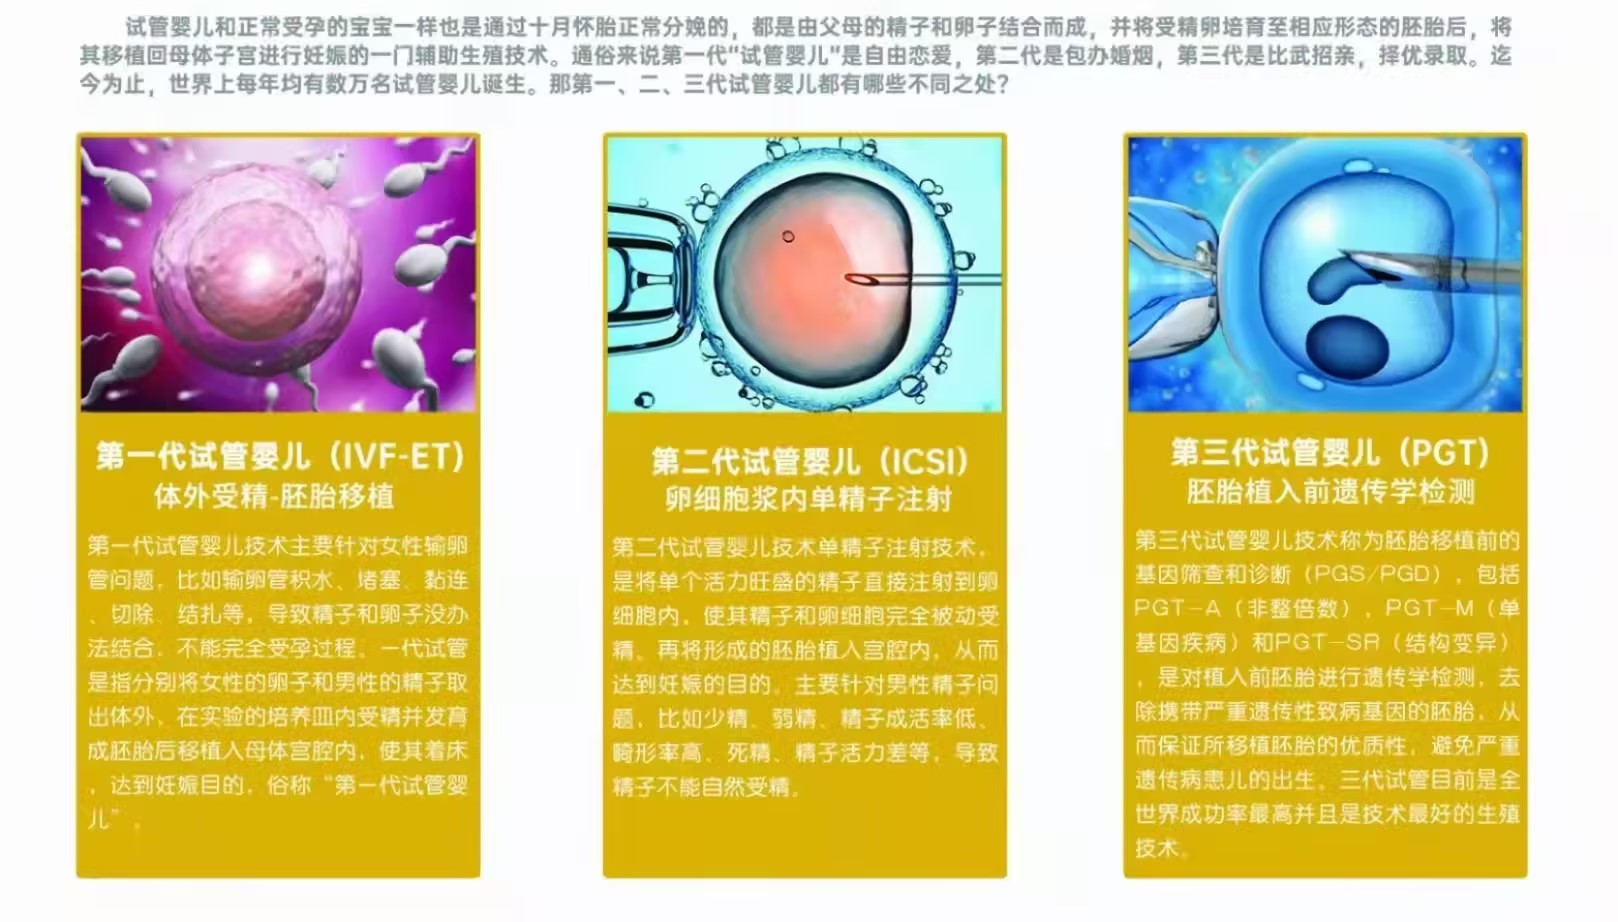 试管婴儿和正常受孕的宝宝一样也是通过十月怀胎正常分娩的，都是由父母的精子和卵子结合而成，并将受精卵培育至相应形态的胚胎后，将
其移植回母体子宫进行妊娠的一门辅助生殖技术。通俗来说第一代“试管婴儿”是自由恋爱，第二代是包办婚烟，第三代是比武招亲，择优录取。迄
今为止，世界上每年均有数万名试管婴儿诞生。那第一、二、三代试管婴儿都有哪些不同之处？
第一代试管婴儿（IVF-ET）
体外受精-胚胎移植
第一代试管婴儿技术主要针对女性输卵
管问题，比如输卵管积水、堵塞、黏连
、切除、结扎等，导致精子和卵子没办
法结合，不能完全受孕过程。一代试管
是指分别将女性的卵子和男性的精子取
出体外，在实验的培养皿内受精并发育
成胚胎后移植入母体宫腔内，使其着床
，达到妊娠目的，俗称“第一代试管婴
儿”。
第二代试管婴儿（ICSI）
卵细胞浆内单精子注射
第二代试管婴儿技术单精子注射技术，
是将单个活力旺盛的精子直接注射到卵
细胞内，使其精子和卵细胞完全被动受
精，再将形成的胚胎植入宫腔内，从而
达到妊娠的目的。主要针对男性精子问
题，比如少精、弱精、精子成活率低、
畸形率高、死精、精子活力差等，导致
精子不能自然受精。
第三代试管婴儿（PGT）
胚胎植入前遗传学检测
第三代试管婴儿技术称为胚胎移植前的
基因筛查和诊断（PGS/PGD），包括
PGT-A（非整倍数），PGT-M（单
基因疾病）和PGT-SR（结构变异）
，是对植入前胚胎进行遗传学检测，去
除携带严重遗传性致病基因的胚胎，从
而保证所移植胚胎的优质性，避免严重
遗传病患儿的出生。三代试管目前是全
世界成功率最高并且是技术最好的生殖
技术。